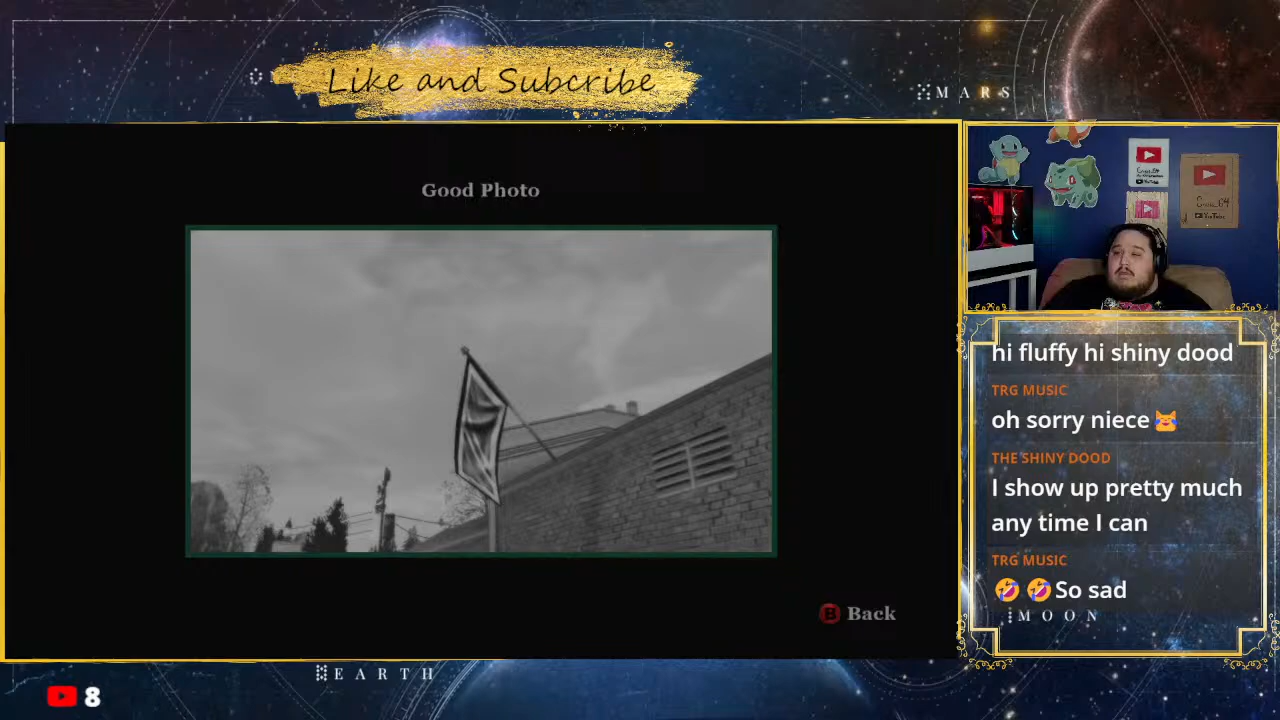 Like and Subcribe
MARS
Good Photo
B Back
hi fluffy hi shiny dood
TRG MUSIC
oh sorry niece
THE SHINY DOOD
I show up pretty much
any time I can
TRG MUSIC
So sad
MOON
EARTH
8